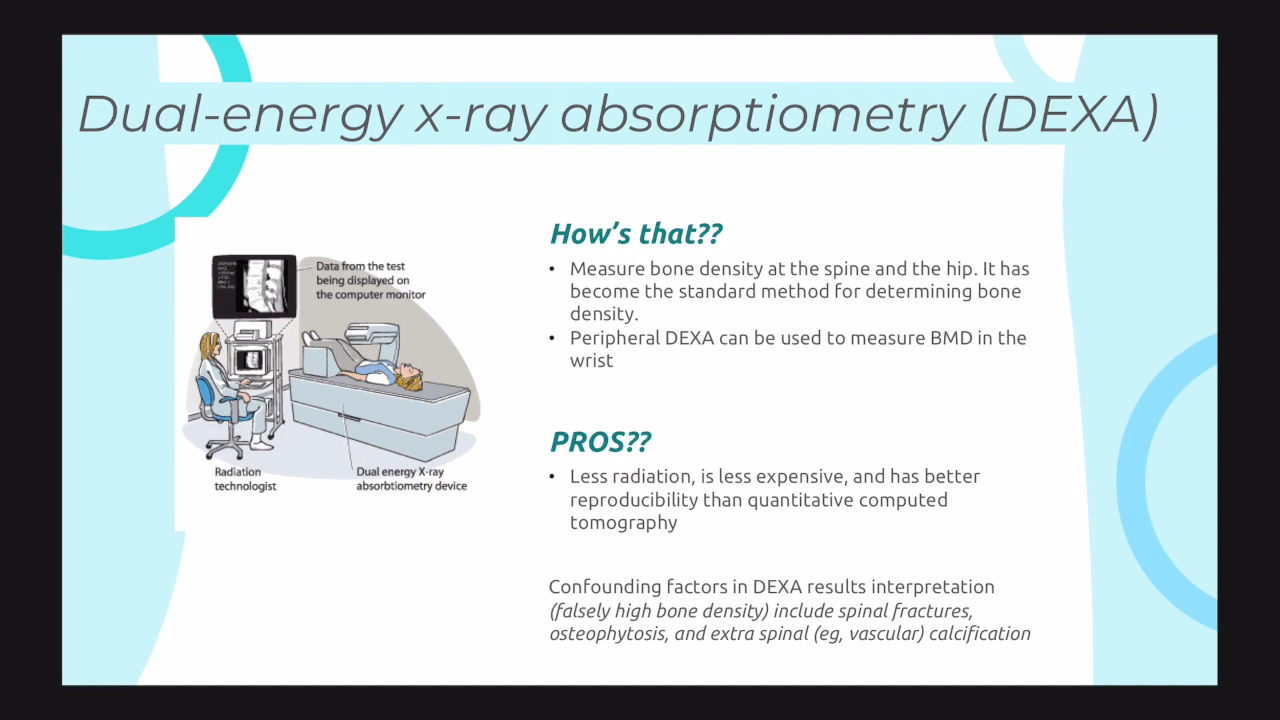 Dual-energy x-ray absorptiometry (DEXA)
Data from the test
being displayed on
the computer monitor
Radiation
technologist
Dual energy X-ray
absorbtiometry device
How's that??
• Measure bone density at the spine and the hip. It has
become the standard method for determining bone
density.
• Peripheral DEXA can be used to measure BMD in the
wrist
PROS??
• Less radiation, is less expensive, and has better
reproducibility than quantitative computed
tomography
Confounding factors in DEXA results interpretation
(falsely high bone density) include spinal fractures,
osteophytosis, and extra spinal (eg, vascular) calcification